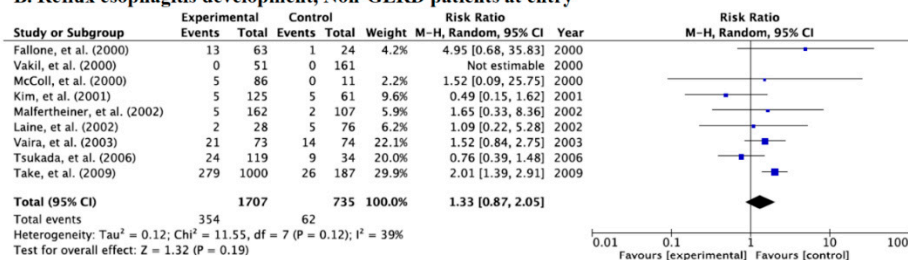 B. Reflux esophagitis development, Non-GERD patients at entry
Experimental Control Risk Ratio Risk Ratio
Study or Subgroup Events Total Events Total Weight M-H, Random, 95% CI Year M-H, Random, 95% CI
Fallone, et al. (2000) 13 63 1 24 4.2% 4.95 [0.68, 35.83] 2000
Vakil, et al. (2000) 0 51 0 161 Not estimable 2000
McColl, et al. (2000) 5 86 0 11 2.2% 1.52 [0.09, 25.75] 2000
Kim, et al. (2001) 5 125 5 61 9.6% 0.49 [0.15, 1.62] 2001
Malfertheiner, et al. (2002) 5 162 2 107 5.9% 1.65 [0.33, 8.36] 2002
Laine, et al. (2002) 2 28 5 76 6.2% 1.09 [0.22, 5.28] 2002
Vaira, et al. (2003) 21 73 14 74 22.1% 1.52 [0.84, 2.75] 2003
Tsukada, et al. (2006) 24 119 9 34 20.0% 0.76 [0.39, 1.48] 2006
Take, et al. (2009) 279 1000 26 187 29.9% 2.01 [1.39, 2.91] 2009
Total (95% CI) 1707 735 100.0% 1.33 [0.87, 2.05]
Total events 354 62
Heterogeneity: Tau² = 0.12; Chi² = 11.55, df = 7 (P = 0.12); I² = 39%
Test for overall effect: Z = 1.32 (P = 0.19)
0.01 0.1 1 10 100
Favours [experimental] Favours [control]